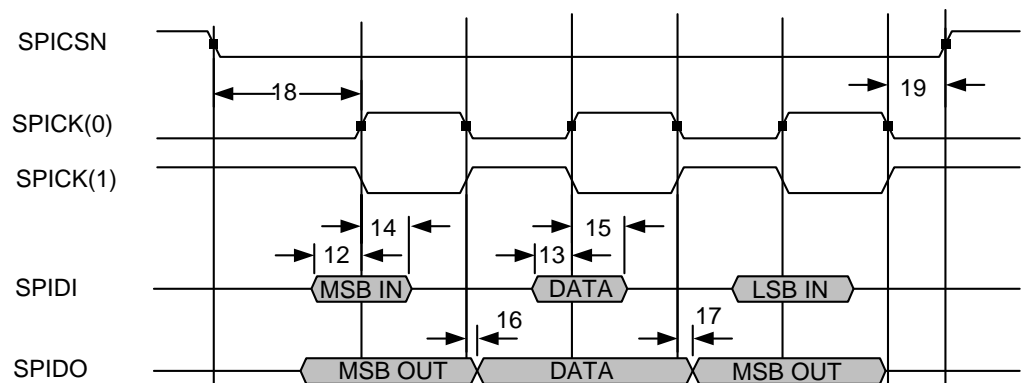 SPICSN
18
19
SPICK(0)
SPICK(1)
14
15
12
13
SPIDI
MSB IN
DATA
LSB IN
16
17
SPIDO
MSB OUT
DATA
MSB OUT